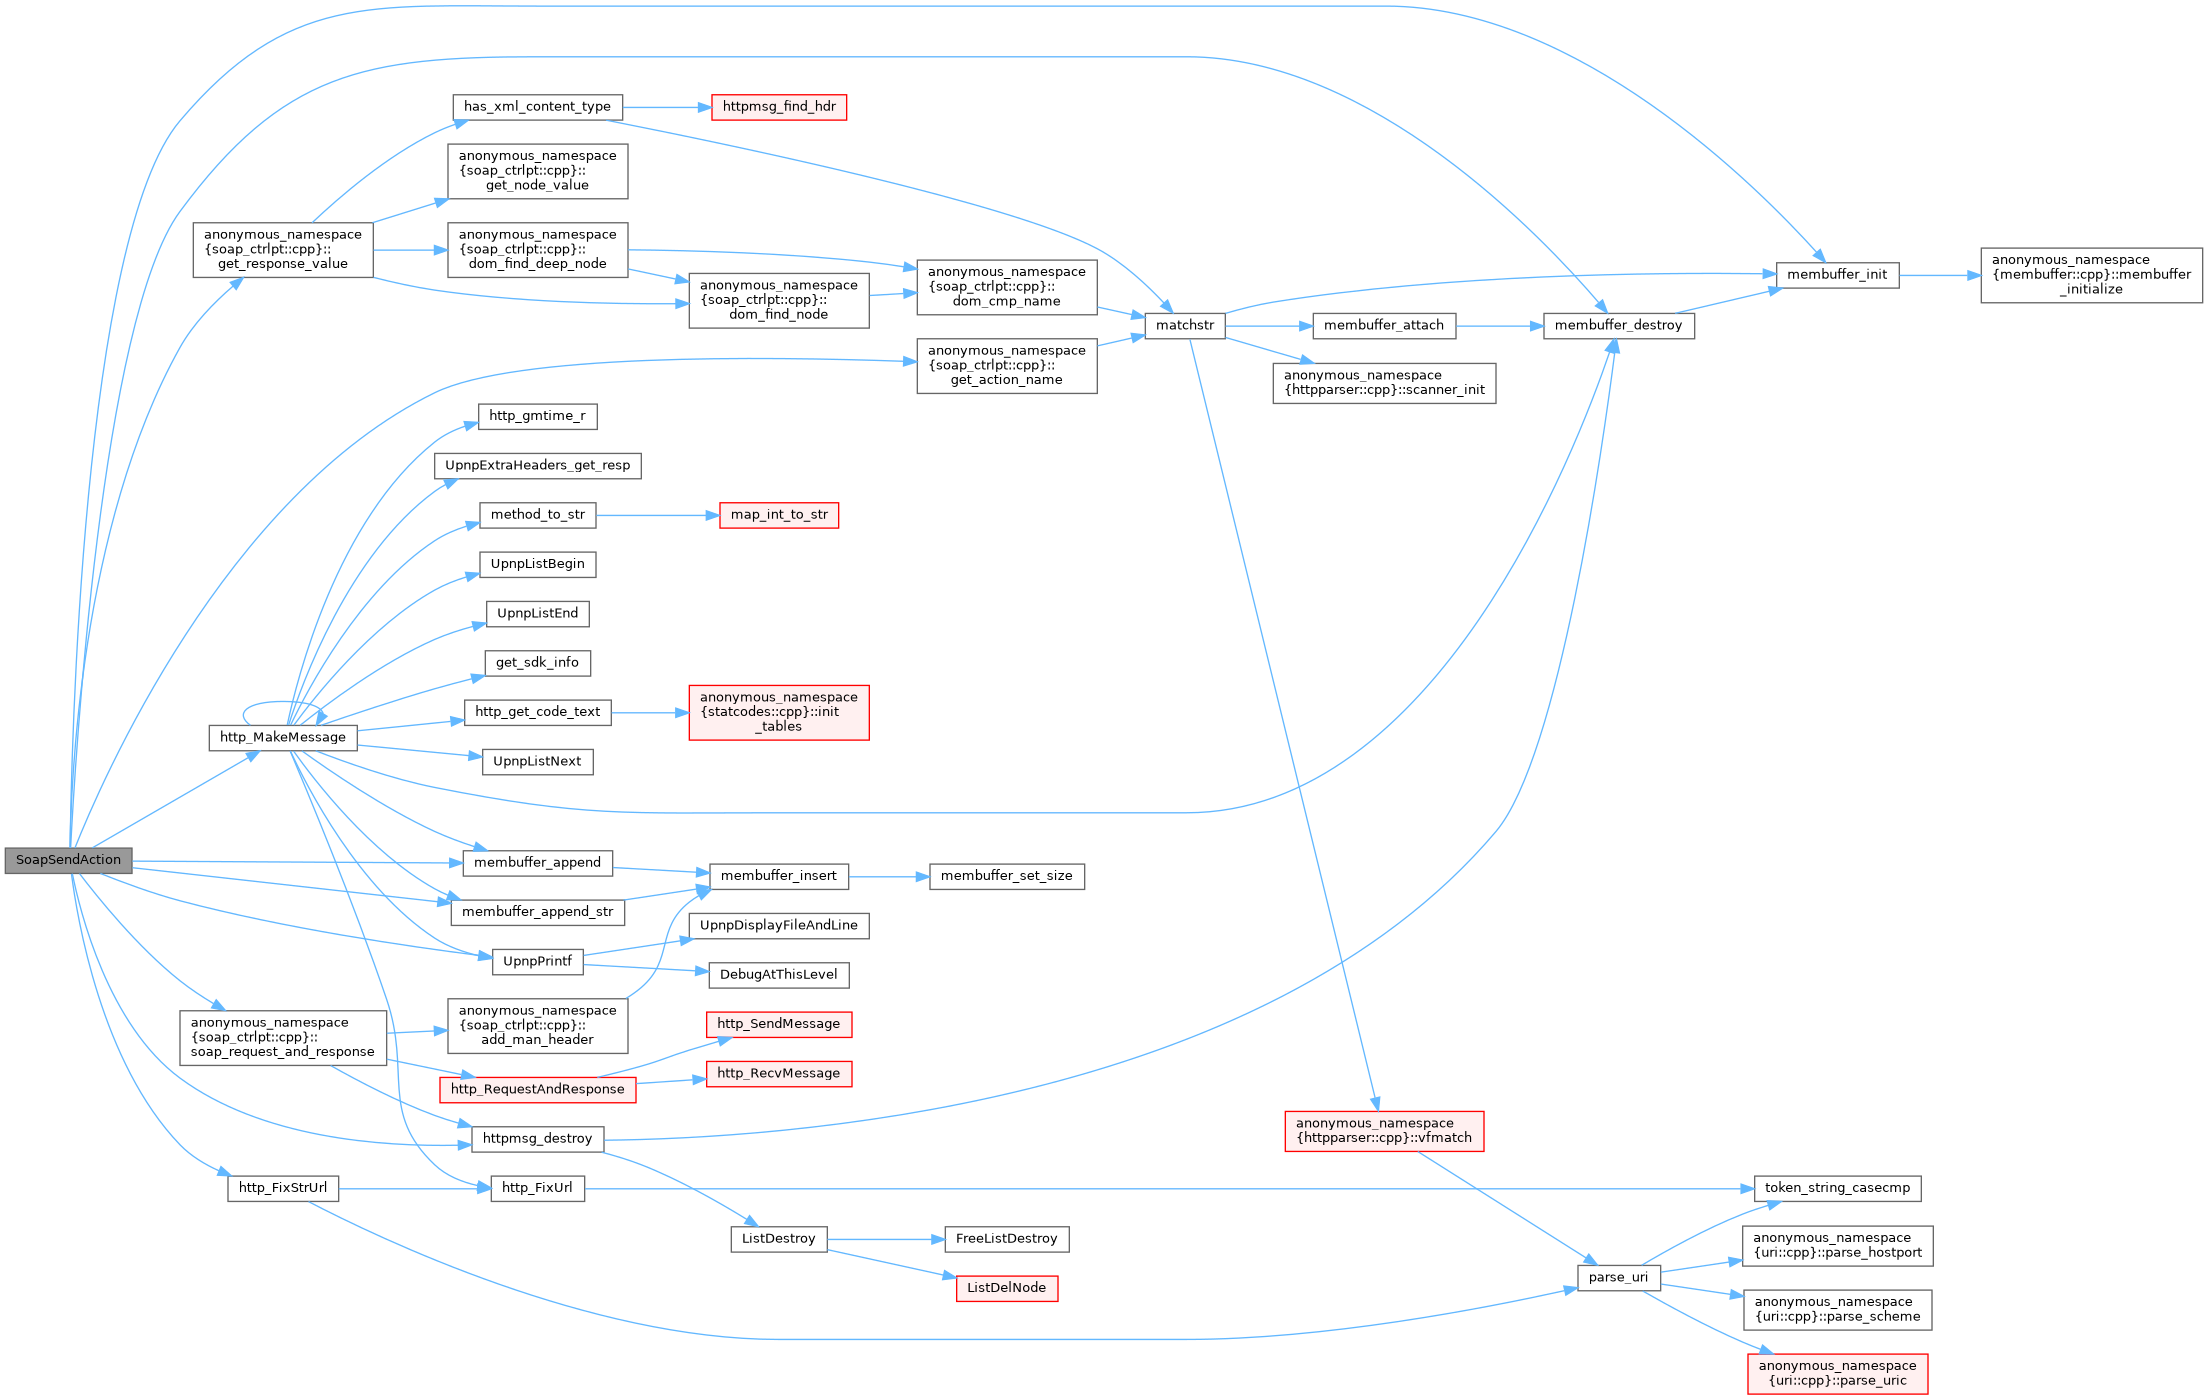 has_xml_content_type
httpmsg_find_hdr
anonymous_namespace
{soap_ctrlpt::cpp}::
get_node_value
anonymous_namespace
{soap_ctrlpt::cpp}::
get_response_value
anonymous_namespace
{soap_ctrlpt::cpp}::
dom_find_deep_node
anonymous_namespace
{soap_ctrlpt::cpp}::
dom_find_node
anonymous_namespace
{soap_ctrlpt::cpp}::
dom_cmp_name
membuffer_init
anonymous_namespace
{membuffer::cpp}::membuffer
_initialize
matchstr
membuffer_attach
membuffer_destroy
anonymous_namespace
{soap_ctrlpt::cpp}::
get_action_name
anonymous_namespace
{httpparser::cpp}::scanner_init
http_gmtime_r
UpnpExtraHeaders_get_resp
method_to_str
map_int_to_str
UpnpListBegin
UpnpListEnd
get_sdk_info
http_get_code_text
anonymous_namespace
{statcodes::cpp}::init
_tables
http_MakeMessage
UpnpListNext
SoapSendAction
membuffer_append
membuffer_insert
membuffer_set_size
membuffer_append_str
UpnpDisplayFileAndLine
UpnpPrintf
DebugAtThisLevel
anonymous_namespace
{soap_ctrlpt::cpp}::
soap_request_and_response
anonymous_namespace
{soap_ctrlpt::cpp}::
add_man_header
http_SendMessage
http_RequestAndResponse
http_RecvMessage
httpmsg_destroy
anonymous_namespace
{httpparser::cpp}::vfmatch
http_FixStrUrl
http_FixUrl
token_string_casecmp
ListDestroy
FreeListDestroy
anonymous_namespace
{uri::cpp}::parse_hostport
ListDelNode
parse_uri
anonymous_namespace
{uri::cpp}::parse_scheme
anonymous_namespace
{uri::cpp}::parse_uric